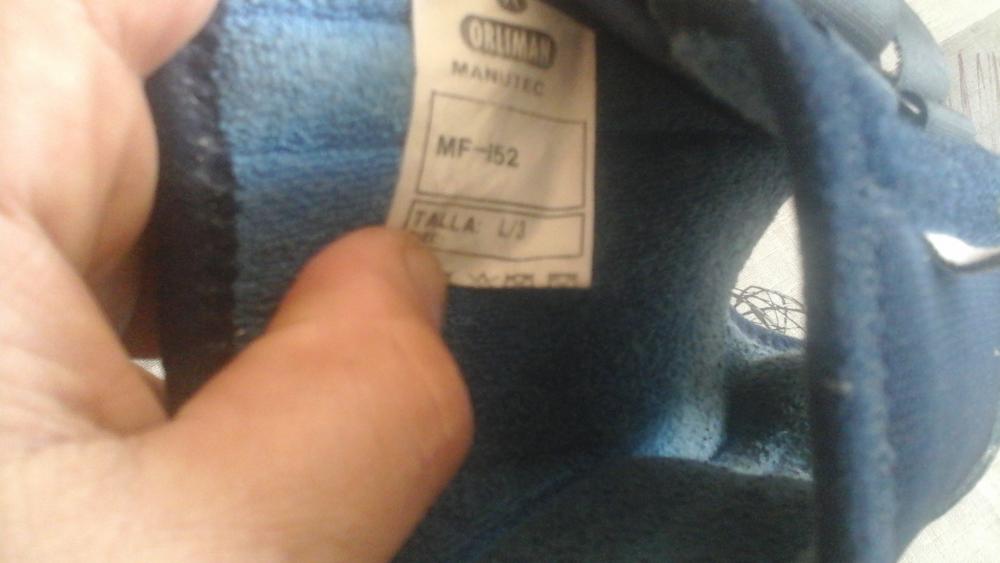 ORLIMAN
MANUTEC
MF-152
TALLA: L/3